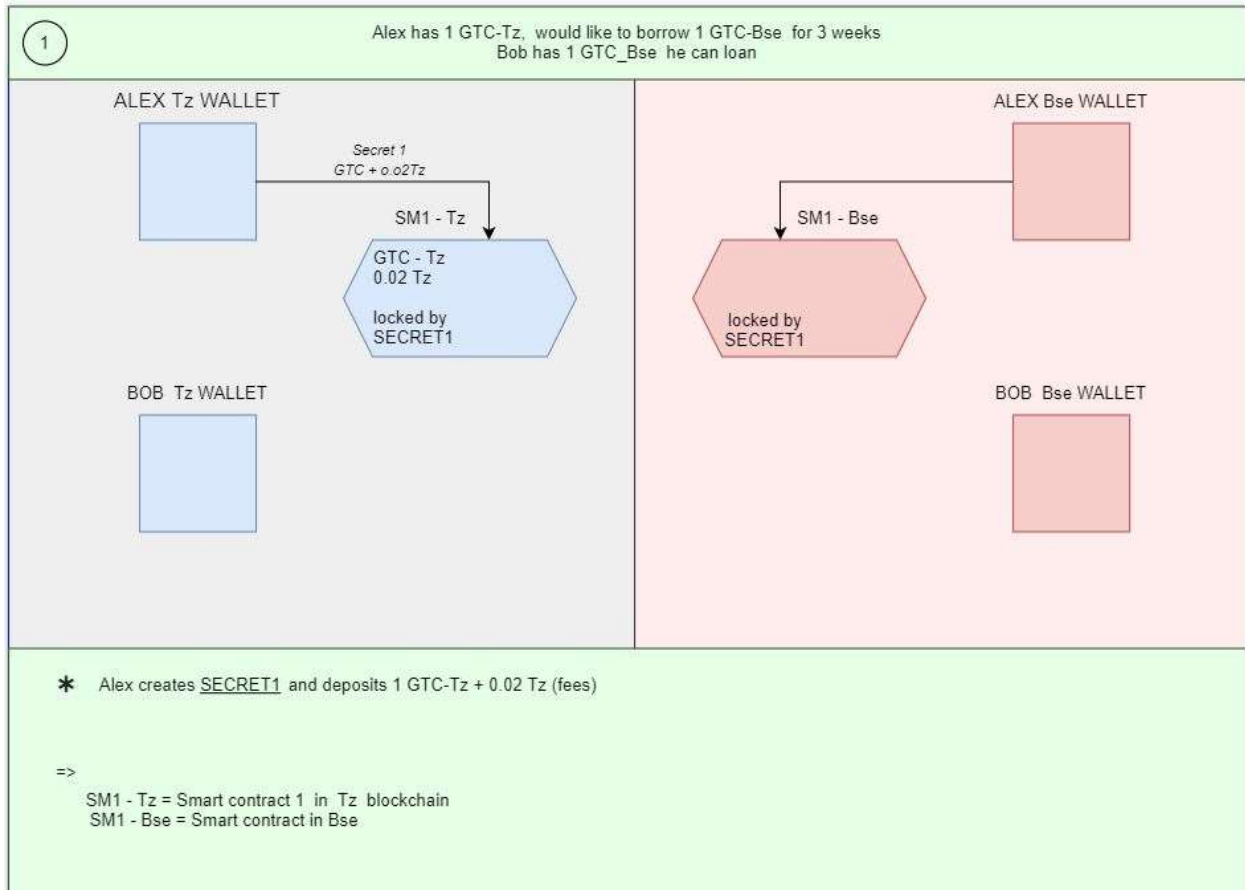 1
Alex has 1 GTC-Tz, would like to borrow 1 GTC-Bse for 3 weeks
Bob has 1 GTC_Bse he can loan
ALEX Tz WALLET
ALEX Bse WALLET
Secret 1
GTC + o.o2Tz
SM1 - Tz
SM1 - Bse
GTC - Tz
0.02 Tz
locked by
SECRET1
locked by
SECRET1
BOB Tz WALLET
BOB Bse WALLET
* Alex creates SECRET1 and deposits 1 GTC-Tz + 0.02 Tz (fees)
=>
SM1 - Tz = Smart contract 1 in Tz blockchain
SM1 - Bse = Smart contract in Bse